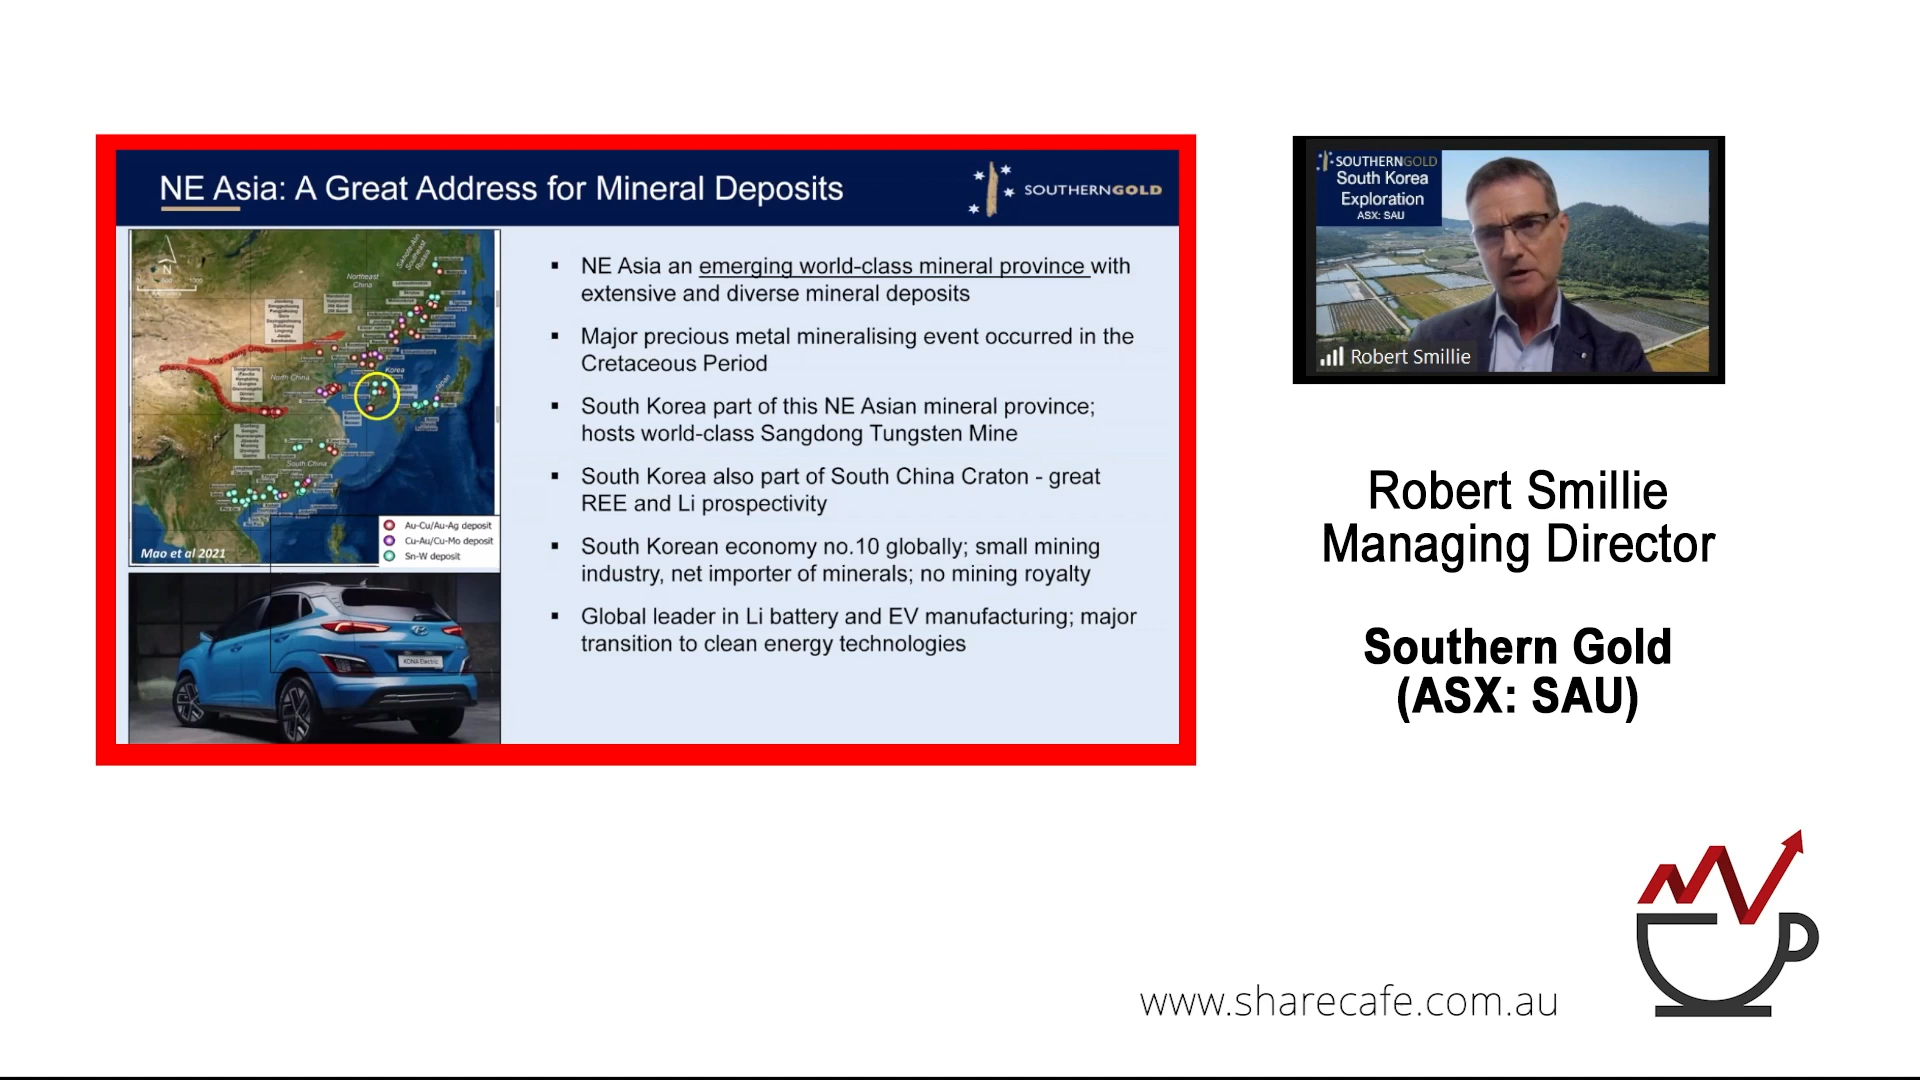 NE Asia: A Great Address for Mineral Deposits
SOUTHERNGOLD
N
Northeast
China
North China
Korea
Japan
South China
Mao et al 2021
Au-Cu/Au-Ag deposit
Cu-Au/Cu-Mo deposit
Sn-W deposit
KONA Electric
▪ NE Asia an emerging world-class mineral province with
extensive and diverse mineral deposits
▪ Major precious metal mineralising event occurred in the
Cretaceous Period
▪ South Korea part of this NE Asian mineral province;
hosts world-class Sangdong Tungsten Mine
▪ South Korea also part of South China Craton - great
REE and Li prospectivity
▪ South Korean economy no.10 globally; small mining
industry, net importer of minerals; no mining royalty
▪ Global leader in Li battery and EV manufacturing; major
transition to clean energy technologies
SOUTHERNGOLD
South Korea
Exploration
ASX: SAU
Robert Smillie
Robert Smillie
Managing Director
Southern Gold
(ASX: SAU)
www.sharecafe.com.au